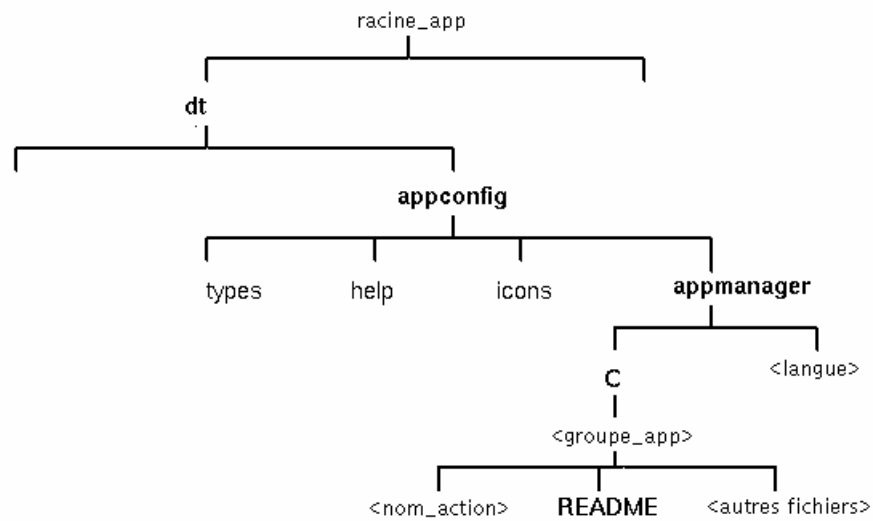 racine_app
dt
appconfig
types help icons appmanager
C <langue>
<groupe_app>
<nom_action> README <autres fichiers>